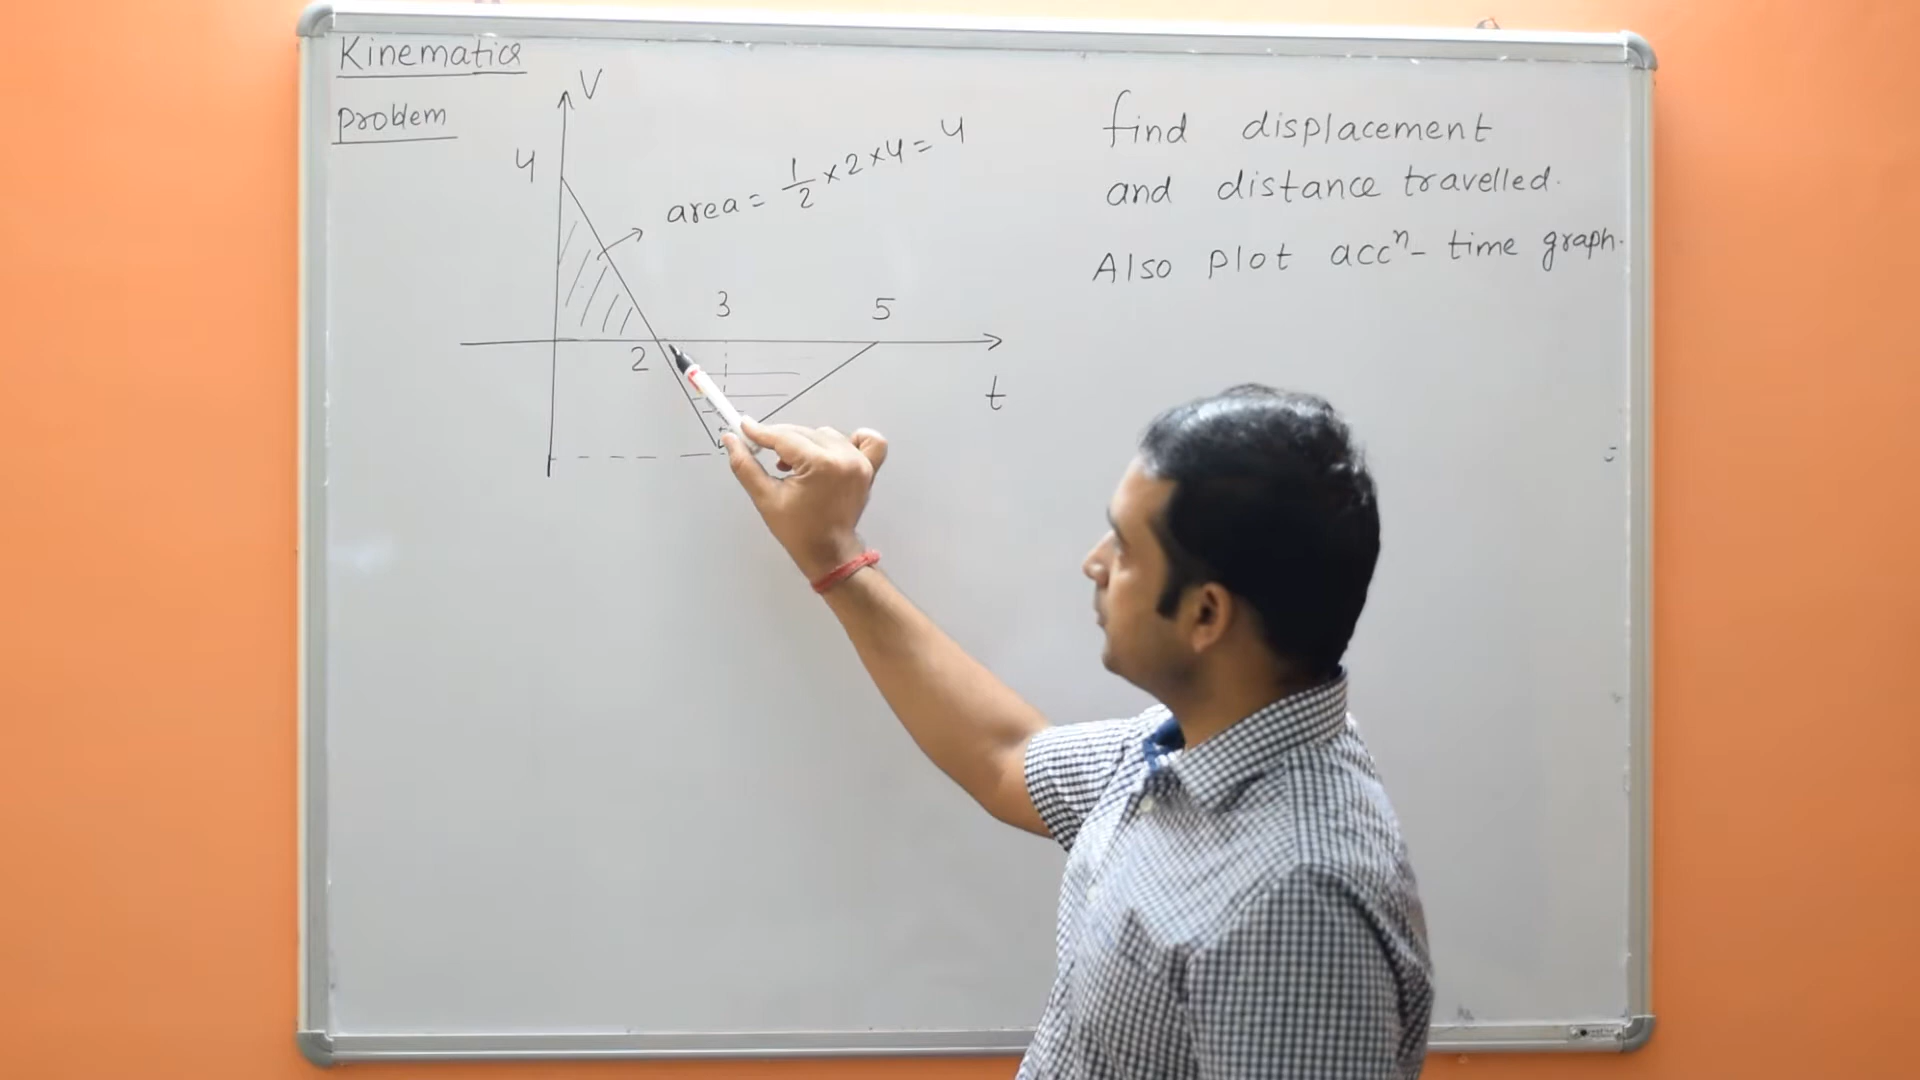 Kinematics
Problem
V
4
area = 1/2 × 2 × 4 = 4
3
5
2
t
find displacement
and distance travelled.
Also plot accⁿ- time graph.